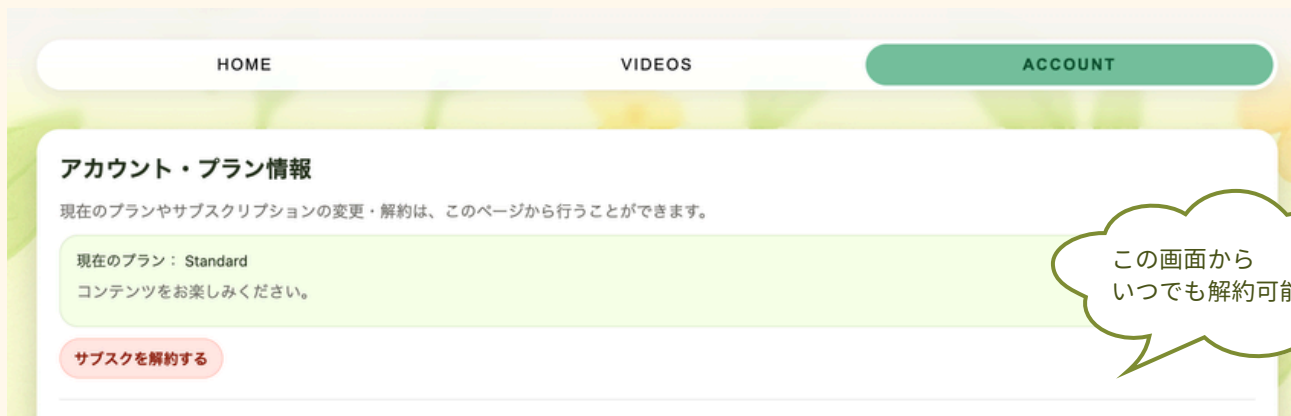 HOME
VIDEOS
ACCOUNT
アカウント・プラン情報
現在のプランやサブスクリプションの変更・解約は、このページから行うことができます。
現在のプラン： Standard
コンテンツをお楽しみください。
この画面から
いつでも解約可能
サブスクを解約する